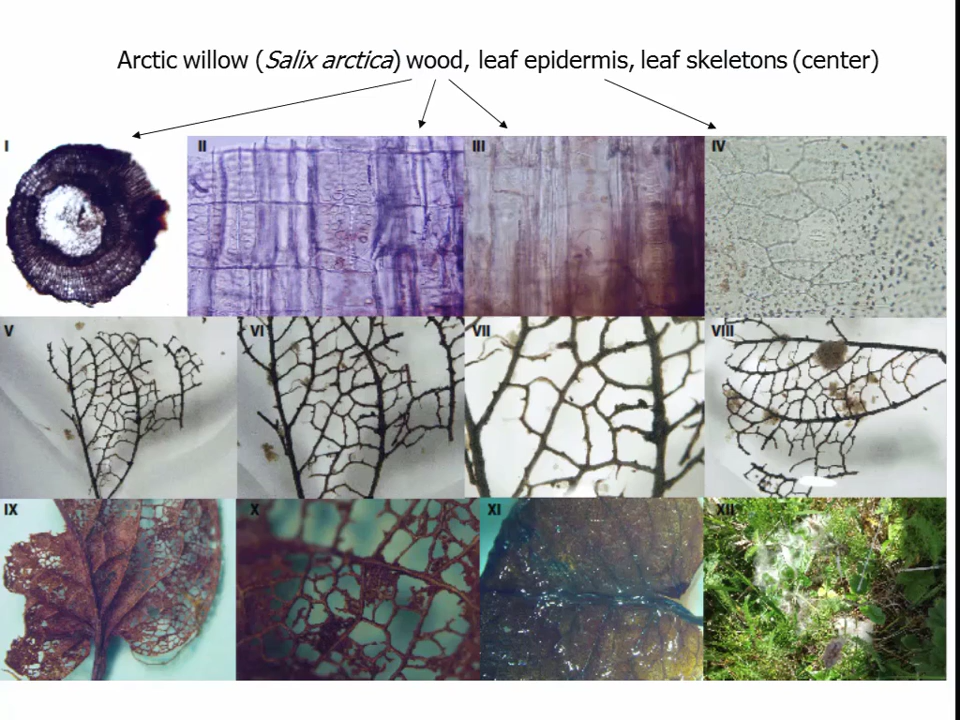 Arctic willow (Salix arctica) wood, leaf epidermis, leaf skeletons (center)
I II III IV
V VI VII VIII
IX X XI XII